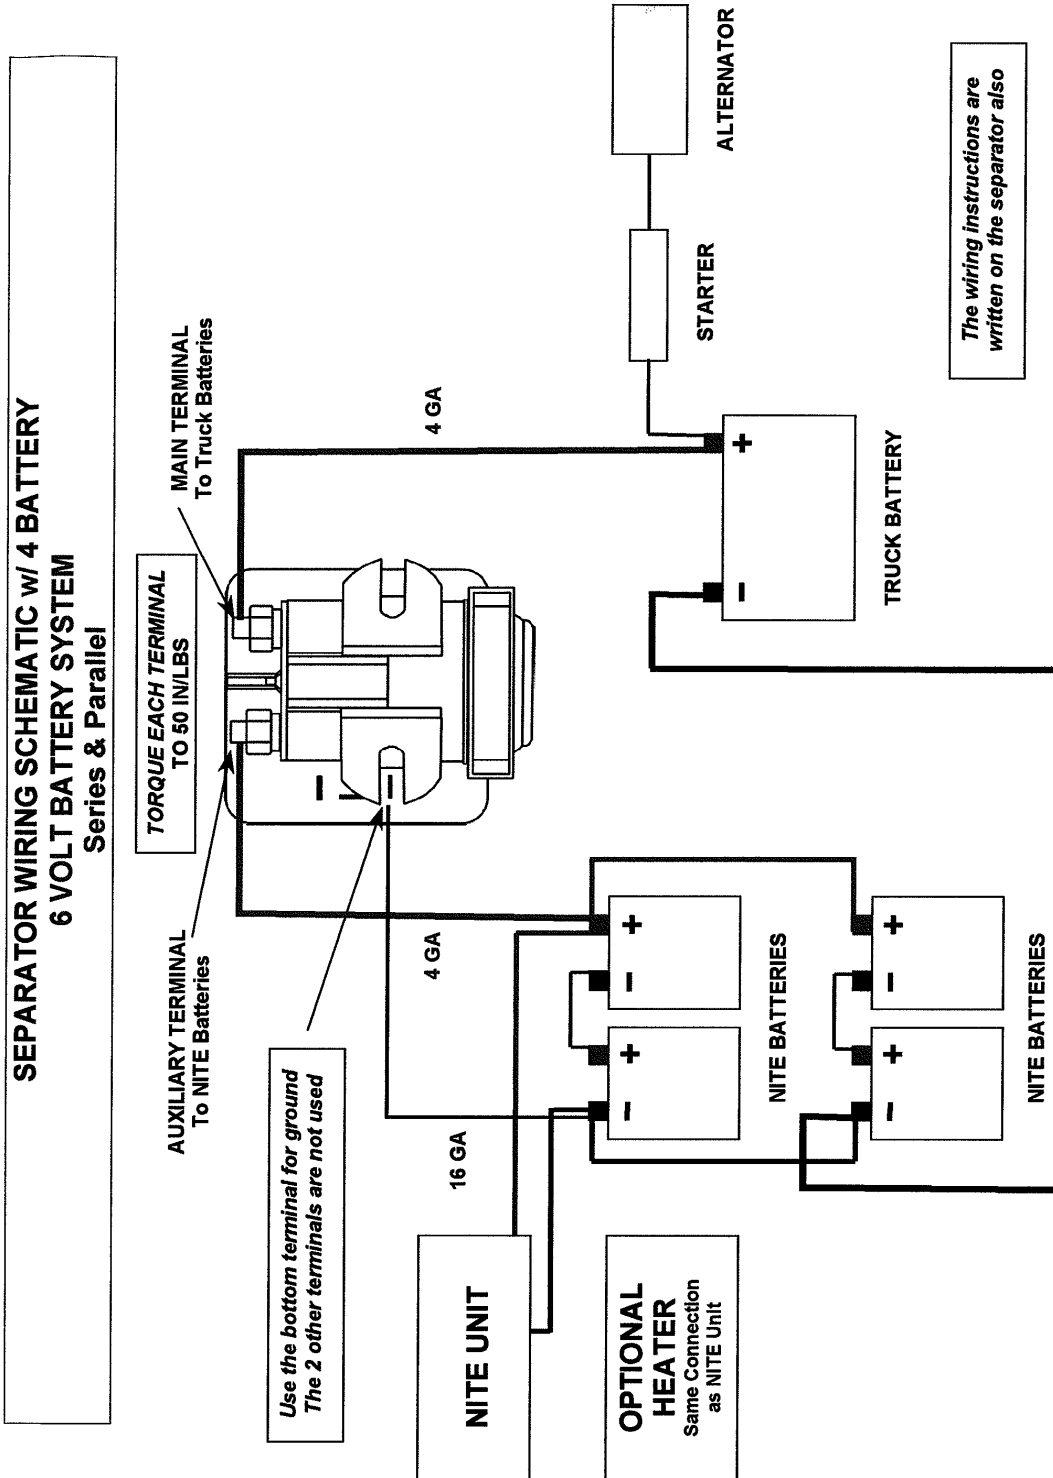 SEPARATOR WIRING SCHEMATIC w/ 4 BATTERY
6 VOLT BATTERY SYSTEM
Series & Parallel
AUXILIARY TERMINAL
To NITE Batteries
TORQUE EACH TERMINAL
TO 50 IN/LBS
MAIN TERMINAL
To Truck Batteries
Use the bottom terminal for ground
The 2 other terminals are not used
4 GA
4 GA
16 GA
NITE UNIT
OPTIONAL
HEATER
Same Connection
as NITE Unit
- +
- +
NITE BATTERIES
- +
- +
NITE BATTERIES
- +
TRUCK BATTERY
STARTER
ALTERNATOR
The wiring instructions are
written on the separator also